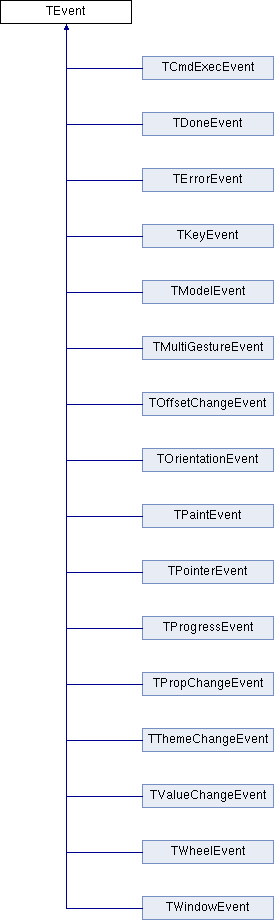 TEvent
TCmdExecEvent
TDoneEvent
TErrorEvent
TKeyEvent
TModelEvent
TMultiGestureEvent
TOffsetChangeEvent
TOrientationEvent
TPaintEvent
TPointerEvent
TProgressEvent
TPropChangeEvent
TThemeChangeEvent
TValueChangeEvent
TWheelEvent
TWindowEvent